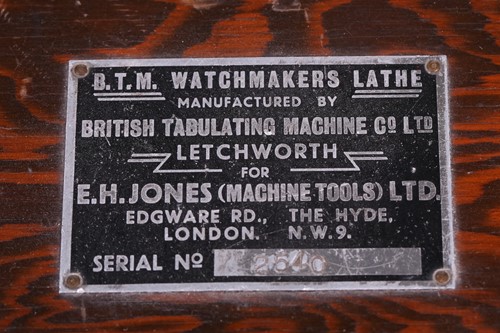 B.T.M. WATCHMAKERS LATHE
MANUFACTURED BY
BRITISH TABULATING MACHINE Cº LTD
LETCHWORTH
FOR
E.H. JONES (MACHINE TOOLS) LTD.
EDGWARE RD., THE HYDE,
LONDON. N.W.9.
SERIAL Nº